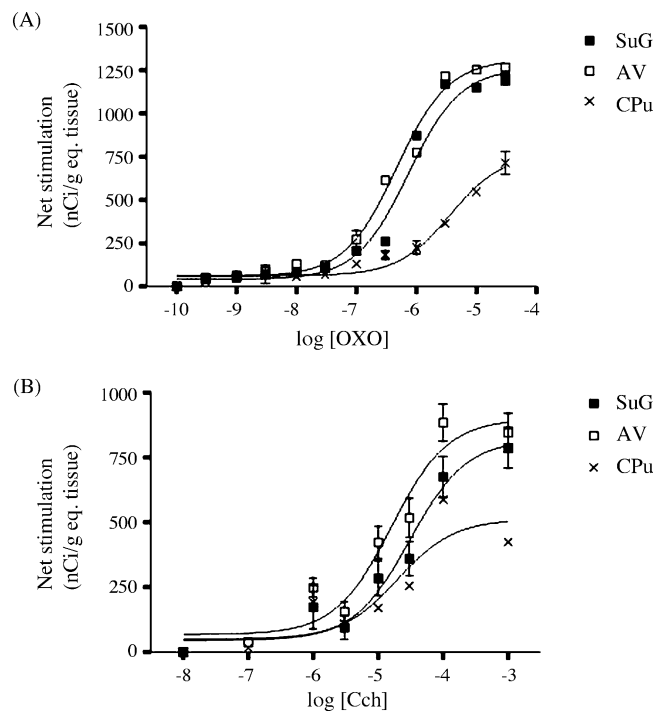 (A)
1500
1250
750
500
250
0
Net stimulation
(nCi/g eq. tissue)
-10
-9
-8
-7
-6
-5
-4
log [OXO]
SuG
AV
CPu
(B)
1000
750
500
250
0
Net stimulation
(nCi/g eq. tissue)
-8
-7
-6
-5
-4
-3
log [Cch]
SuG
AV
CPu